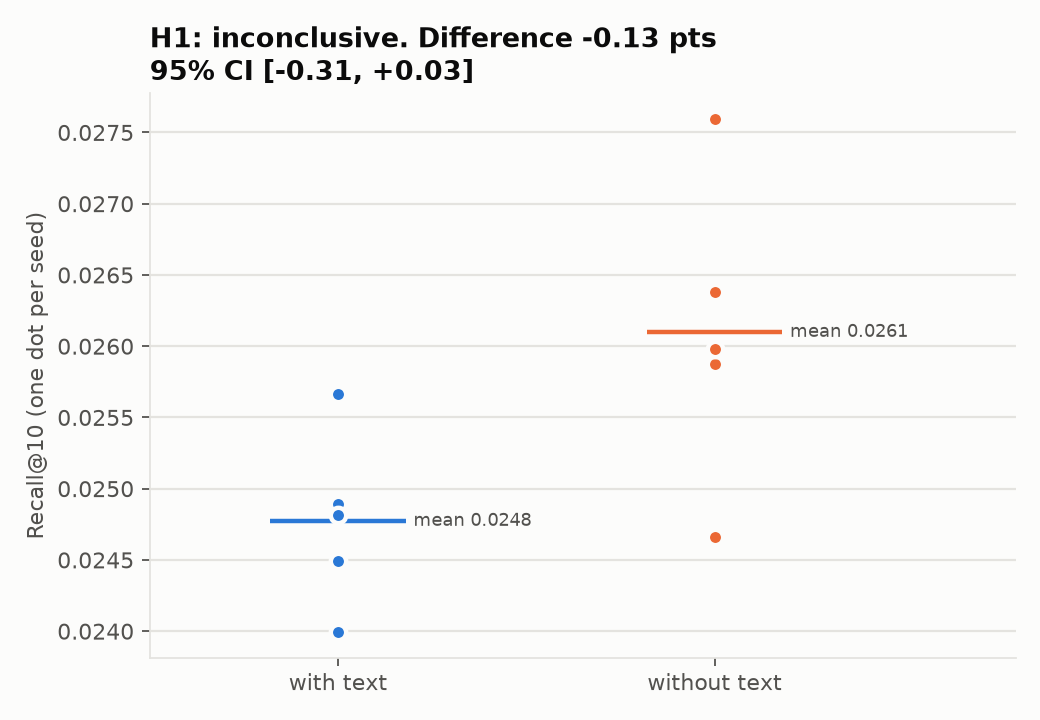 H1: inconclusive. Difference -0.13 pts
95% CI [-0.31, +0.03]
Recall@10 (one dot per seed)
0.0275
0.0270
0.0265
0.0260
0.0255
0.0250
0.0245
0.0240
mean 0.0261
mean 0.0248
with text
without text